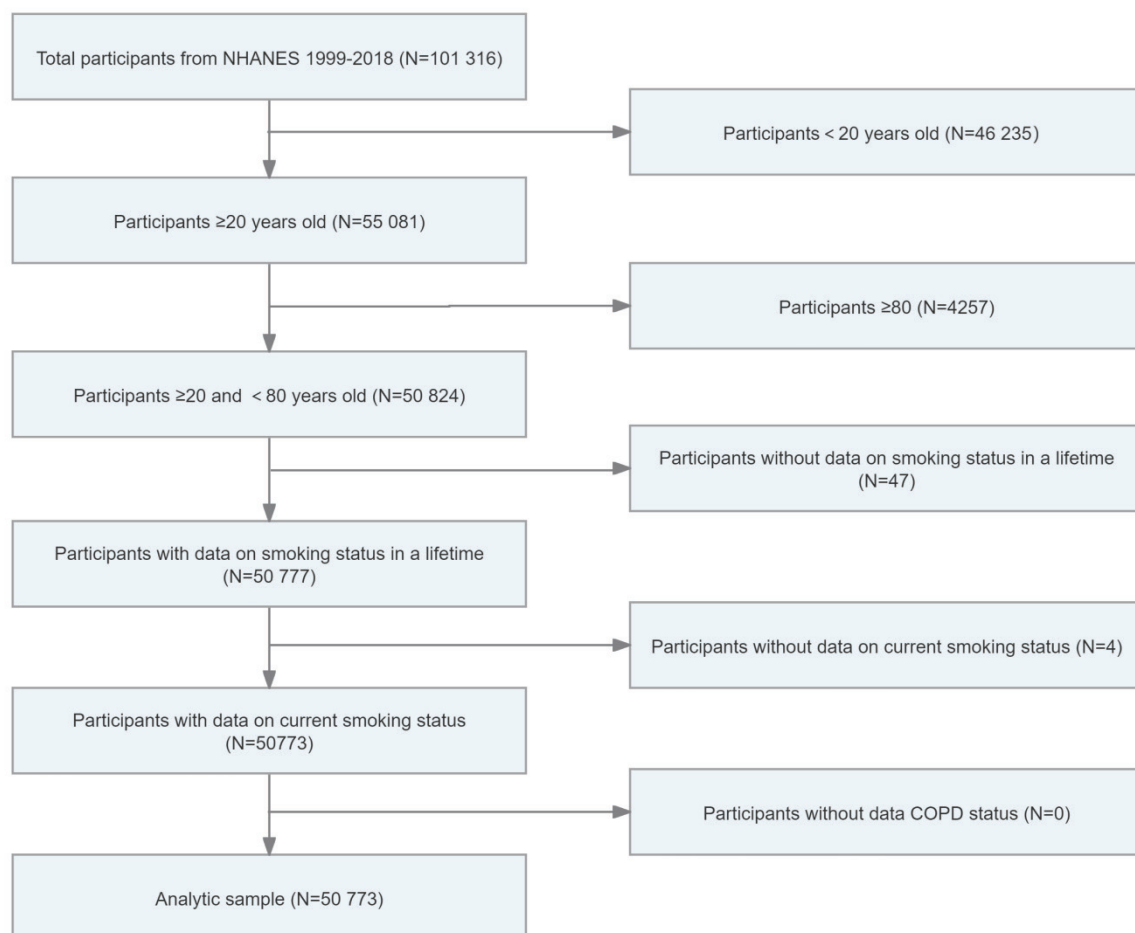 Total participants from NHANES 1999-2018 (N=101 316)
Participants < 20 years old (N=46 235)
Participants ≥20 years old (N=55 081)
Participants ≥80 (N=4257)
Participants ≥20 and < 80 years old (N=50 824)
Participants without data on smoking status in a lifetime
(N=47)
Participants with data on smoking status in a lifetime
(N=50 777)
Participants without data on current smoking status (N=4)
Participants with data on current smoking status
(N=50773)
Participants without data COPD status (N=0)
Analytic sample (N=50 773)